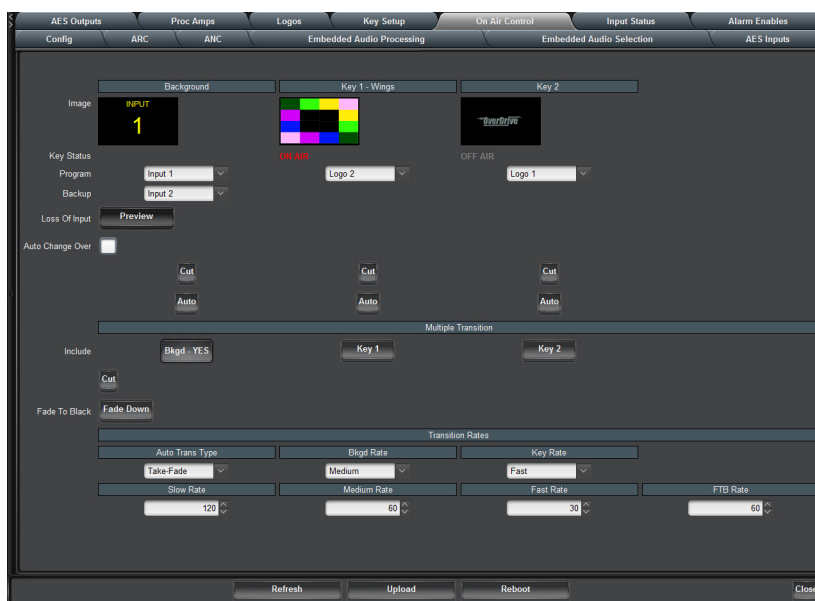 AES Outputs Proc Amps Logos Key Setup On Air Control Input Status Alarm Enables
Config ARC ANC Embedded Audio Processing Embedded Audio Selection AES Inputs
Background Key 1 - Wings Key 2
Image INPUT
1
OverDrive
Key Status ON AIR OFF AIR
Program Input 1 Logo 2 Logo 1
Backup Input 2
Loss Of Input Preview
Auto Change Over
Cut Cut Cut
Auto Auto Auto
Multiple Transition
Include Bkgd - YES Key 1 Key 2
Cut
Fade To Black Fade Down
Transition Rates
Auto Trans Type Bkgd Rate Key Rate
Take-Fade Medium Fast
Slow Rate Medium Rate Fast Rate FTB Rate
120 60 30 60
Refresh Upload Reboot Close